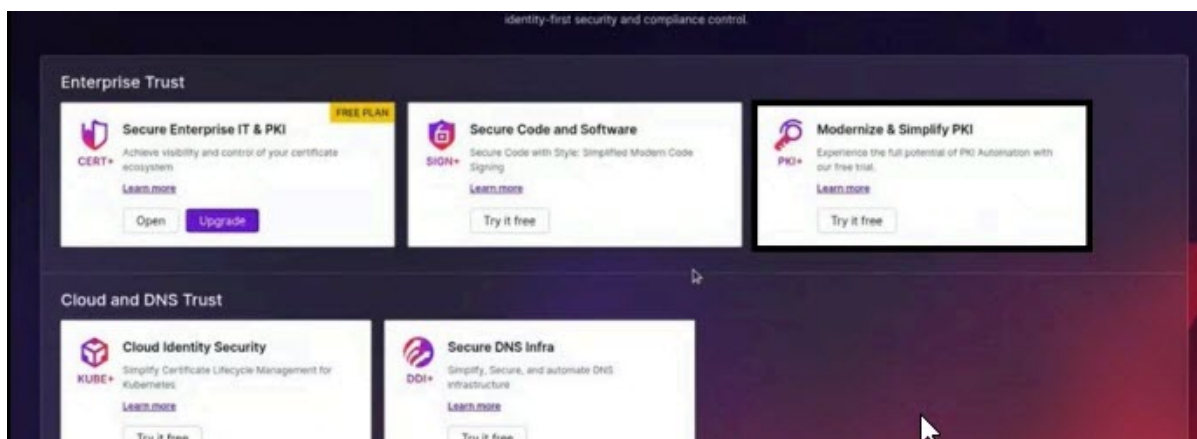 identity-first security and compliance control.
Enterprise Trust
FREE PLAN
CERT+
Secure Enterprise IT & PKI
Achieve visibility and control of your certificate
ecosystem
Learn more
Open
Upgrade
SIGN+
Secure Code and Software
Secure Code with Style: Simplified Modern Code
Signing
Learn more
Try it free
PKI+
Modernize & Simplify PKI
Experience the full potential of PKI Automation with
our free trial.
Learn more
Try it free
Cloud and DNS Trust
KUBE+
Cloud Identity Security
Simplify Certificate Lifecycle Management for
Kubernetes
Learn more
Try it free
DDI+
Secure DNS Infra
Simplify, Secure, and automate DNS
infrastructure
Learn more
Try it free